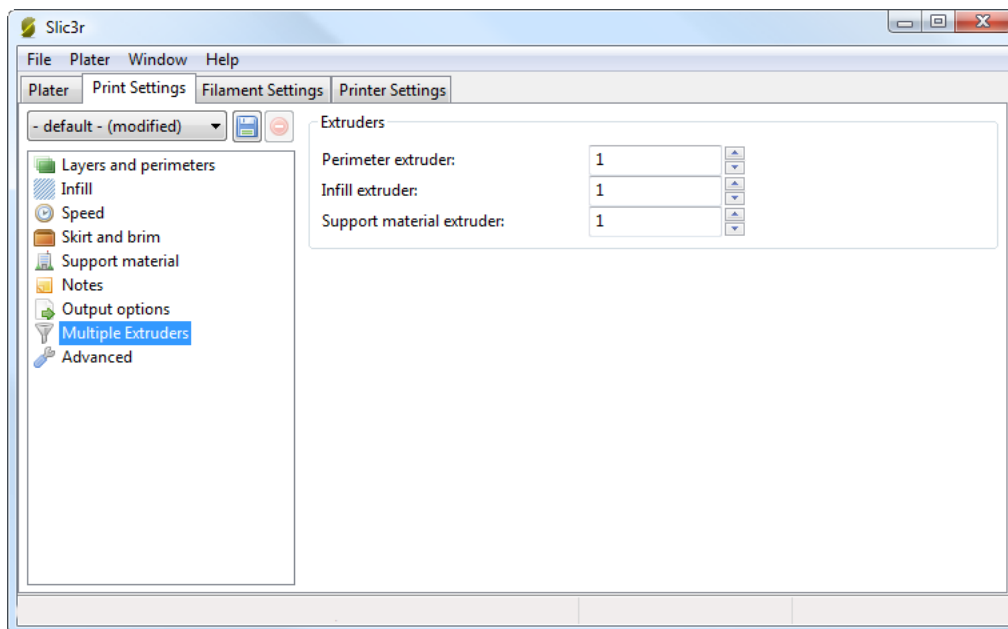 Slic3r
File Plater Window Help
Plater Print Settings Filament Settings Printer Settings
- default - (modified)
Layers and perimeters
Infill
Speed
Skirt and brim
Support material
Notes
Output options
Multiple Extruders
Advanced
Extruders
Perimeter extruder: 1
Infill extruder: 1
Support material extruder: 1